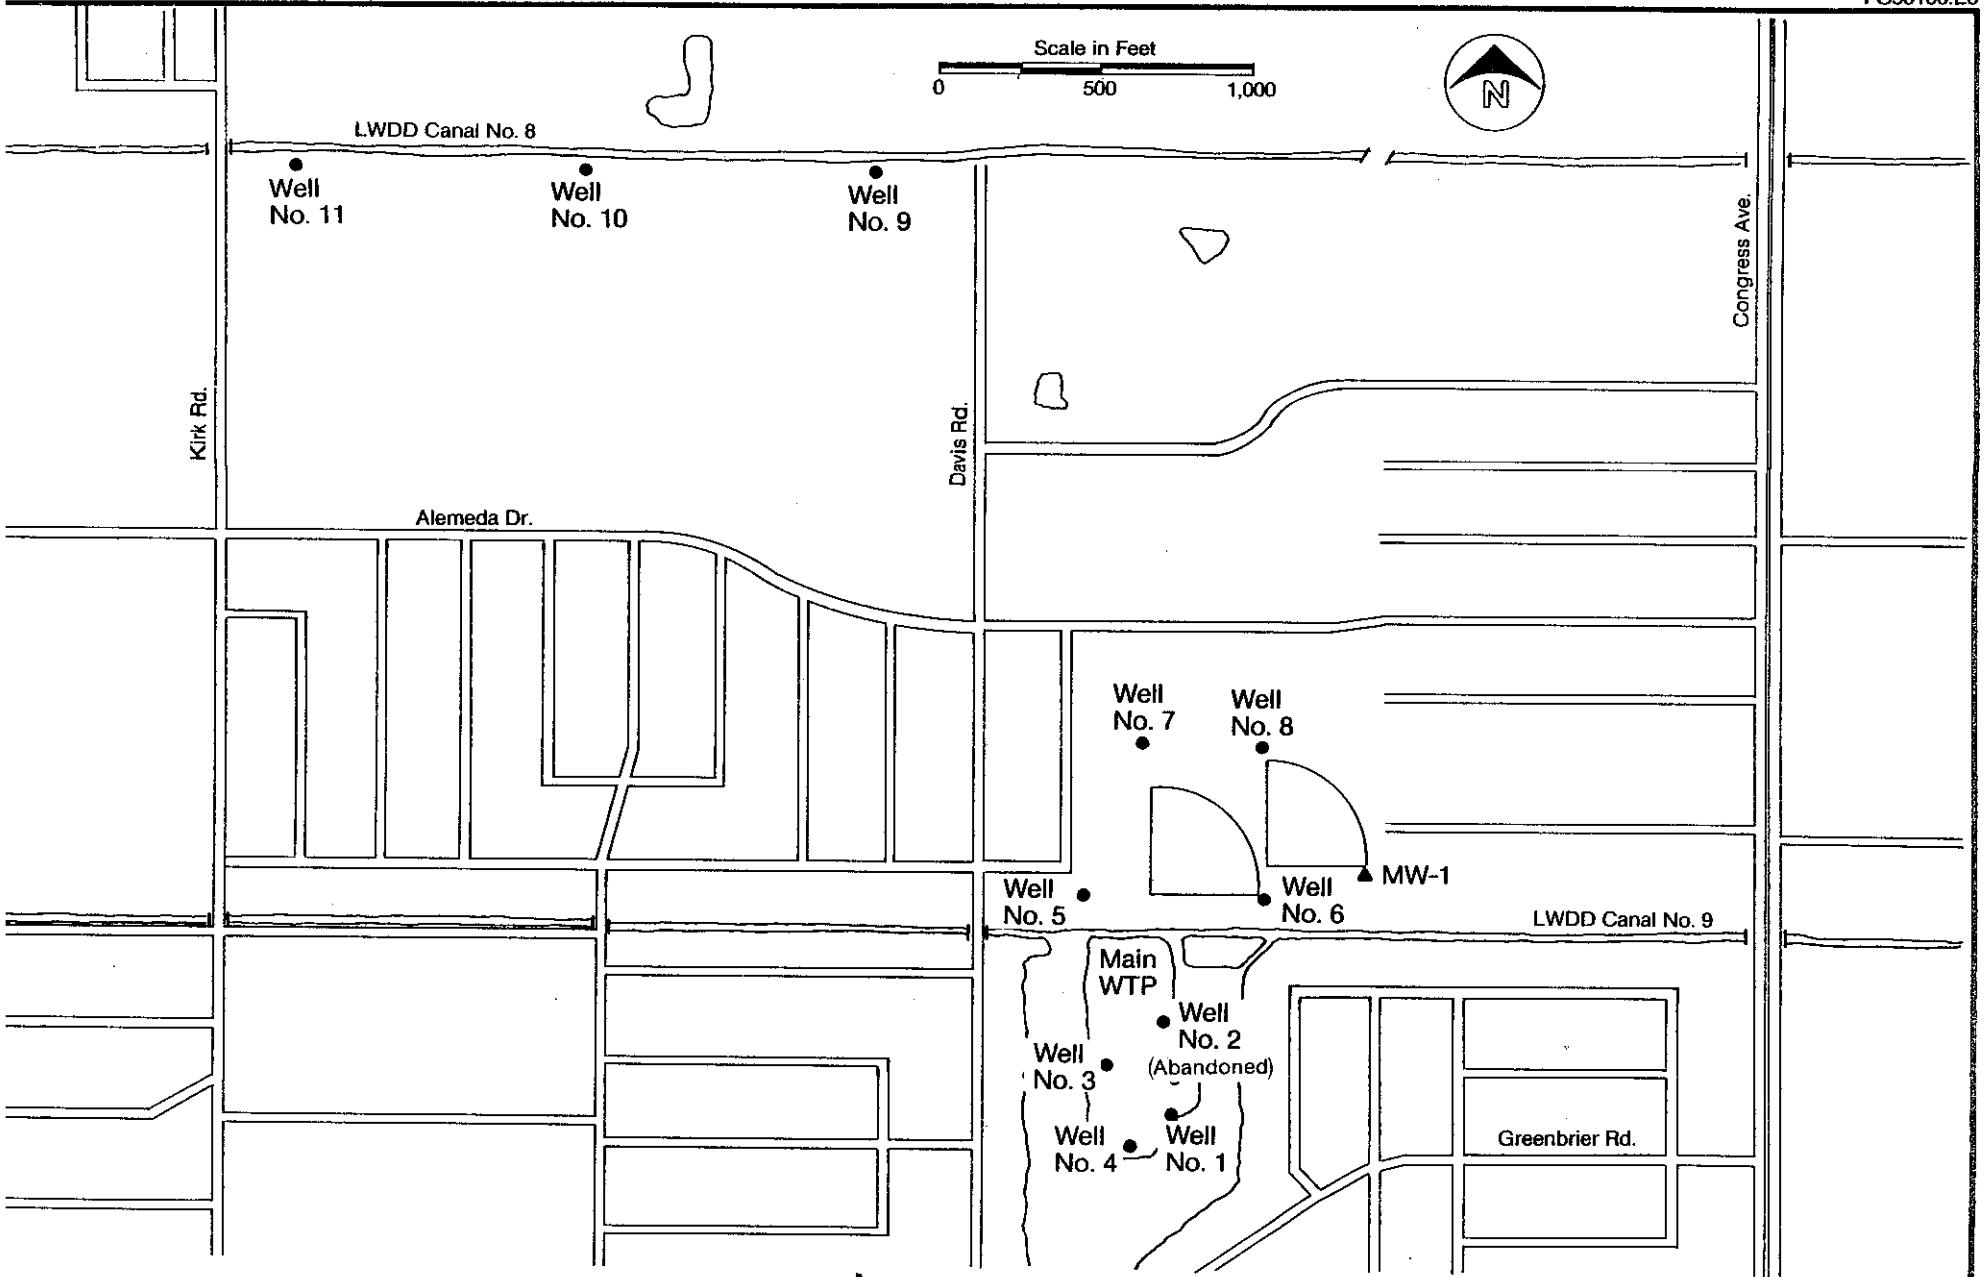 Scale in Feet
0 500 1,000
N
LWDD Canal No. 8
Well
No. 11
Well
No. 10
Well
No. 9
Congress Ave.
Kirk Rd.
Davis Rd.
Alemeda Dr.
Well
No. 7
Well
No. 8
MW-1
Well
No. 5
Well
No. 6
LWDD Canal No. 9
Main
WTP
Well
No. 2
(Abandoned)
Well
No. 3
Well
No. 4
Well
No. 1
Greenbrier Rd.